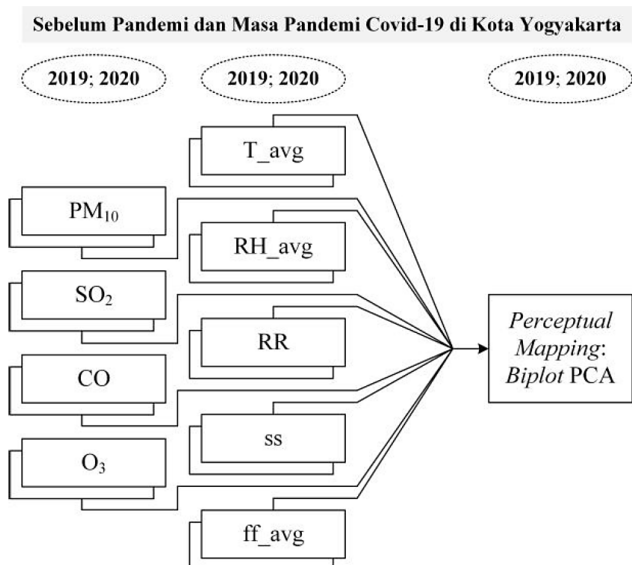 Sebelum Pandemi dan Masa Pandemi Covid-19 di Kota Yogyakarta
2019; 2020
2019; 2020
2019; 2020
PM₁₀
SO₂
CO
O₃
T_avg
RH_avg
RR
ss
ff_avg
Perceptual
Mapping:
Biplot PCA